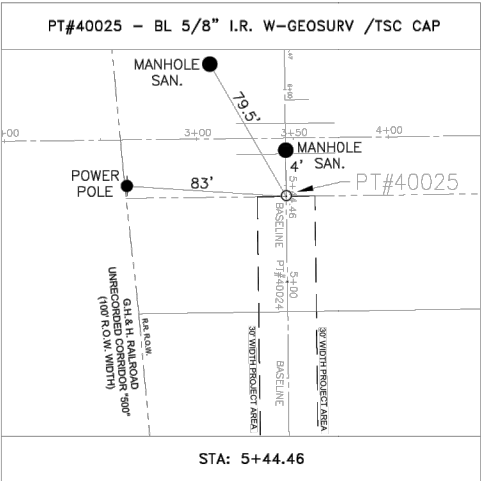 PT#40025 - BL 5/8" I.R. W-GEOSURV /TSC CAP
MANHOLE
SAN.
79.5'
+00
3+00
3+50
4+00
MANHOLE
SAN.
4'
POWER
POLE
83'
5+44.46
PT#40025
BASELINE PT#40024
5+00
BASELINE
G.H.& H. RAILROAD
UNRECORDED CORRIDOR "500"
(100' R.O.W. WIDTH)
R.R. R.O.W.
30' WIDTH PROJECT AREA
30' WIDTH PROJECT AREA
STA: 5+44.46